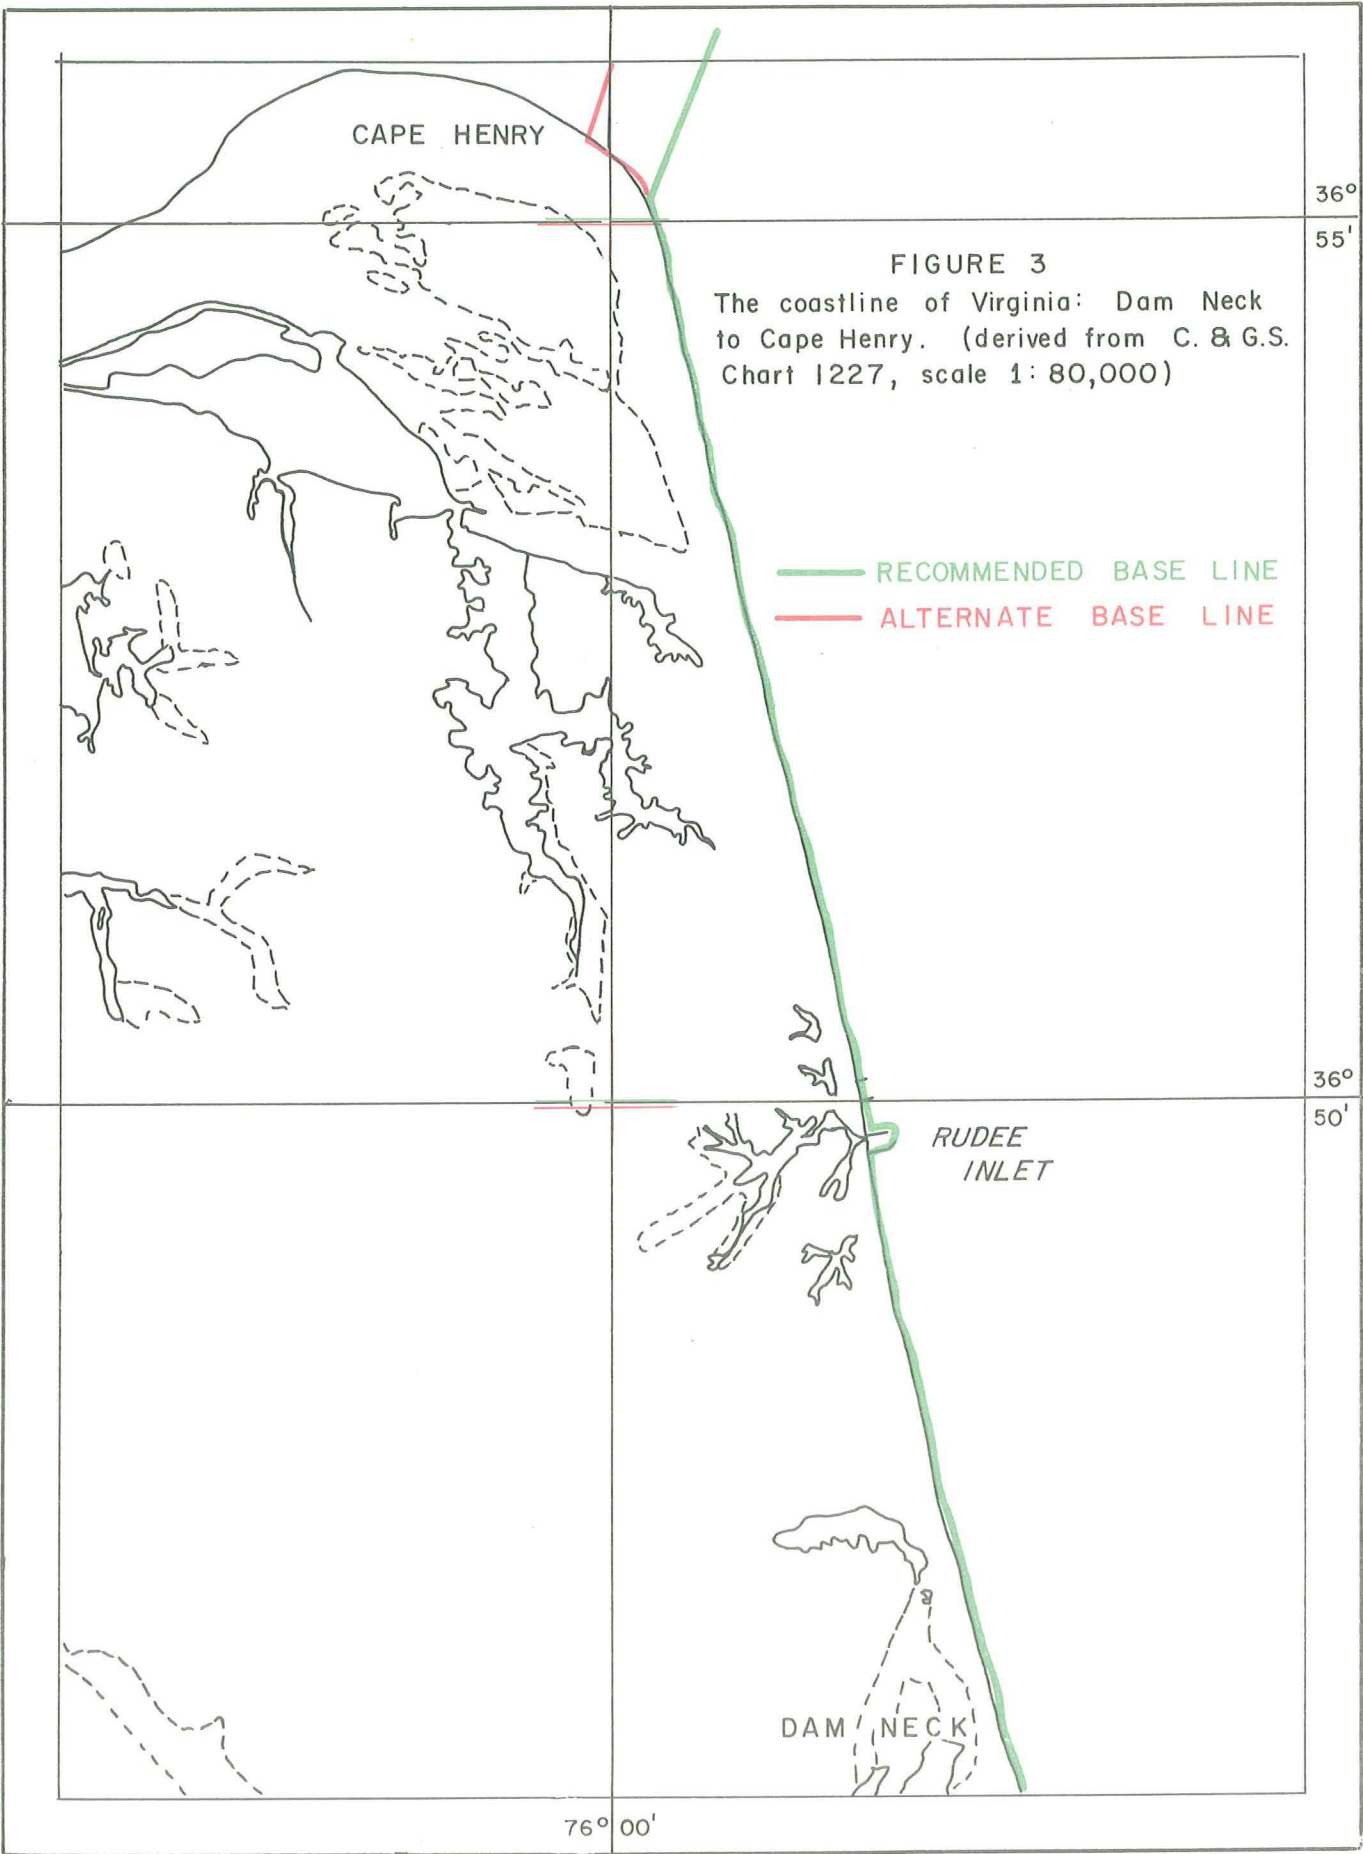 CAPE HENRY
36°
55'
FIGURE 3
The coastline of Virginia: Dam Neck
to Cape Henry. (derived from C. & G.S.
Chart 1227, scale 1:80,000)
RECOMMENDED BASE LINE
ALTERNATE BASE LINE
36°
50'
RUDEE
INLET
DAM NECK
76° 00'